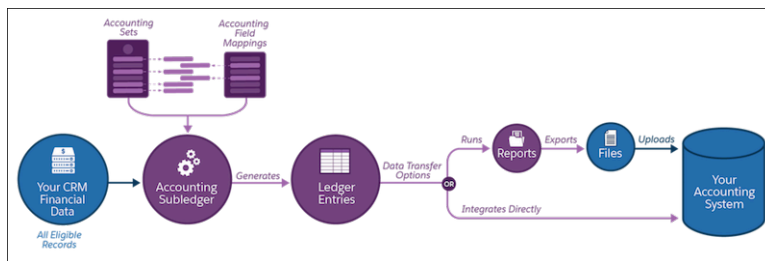 Accounting
Sets
Accounting
Field
Mappings
$
Your CRM
Financial
Data
All Eligible
Records
Accounting
Subledger
Generates
Ledger
Entries
Data Transfer
Options
OR
Runs
Reports
Exports
Files
Uploads
Integrates Directly
Your
Accounting
System